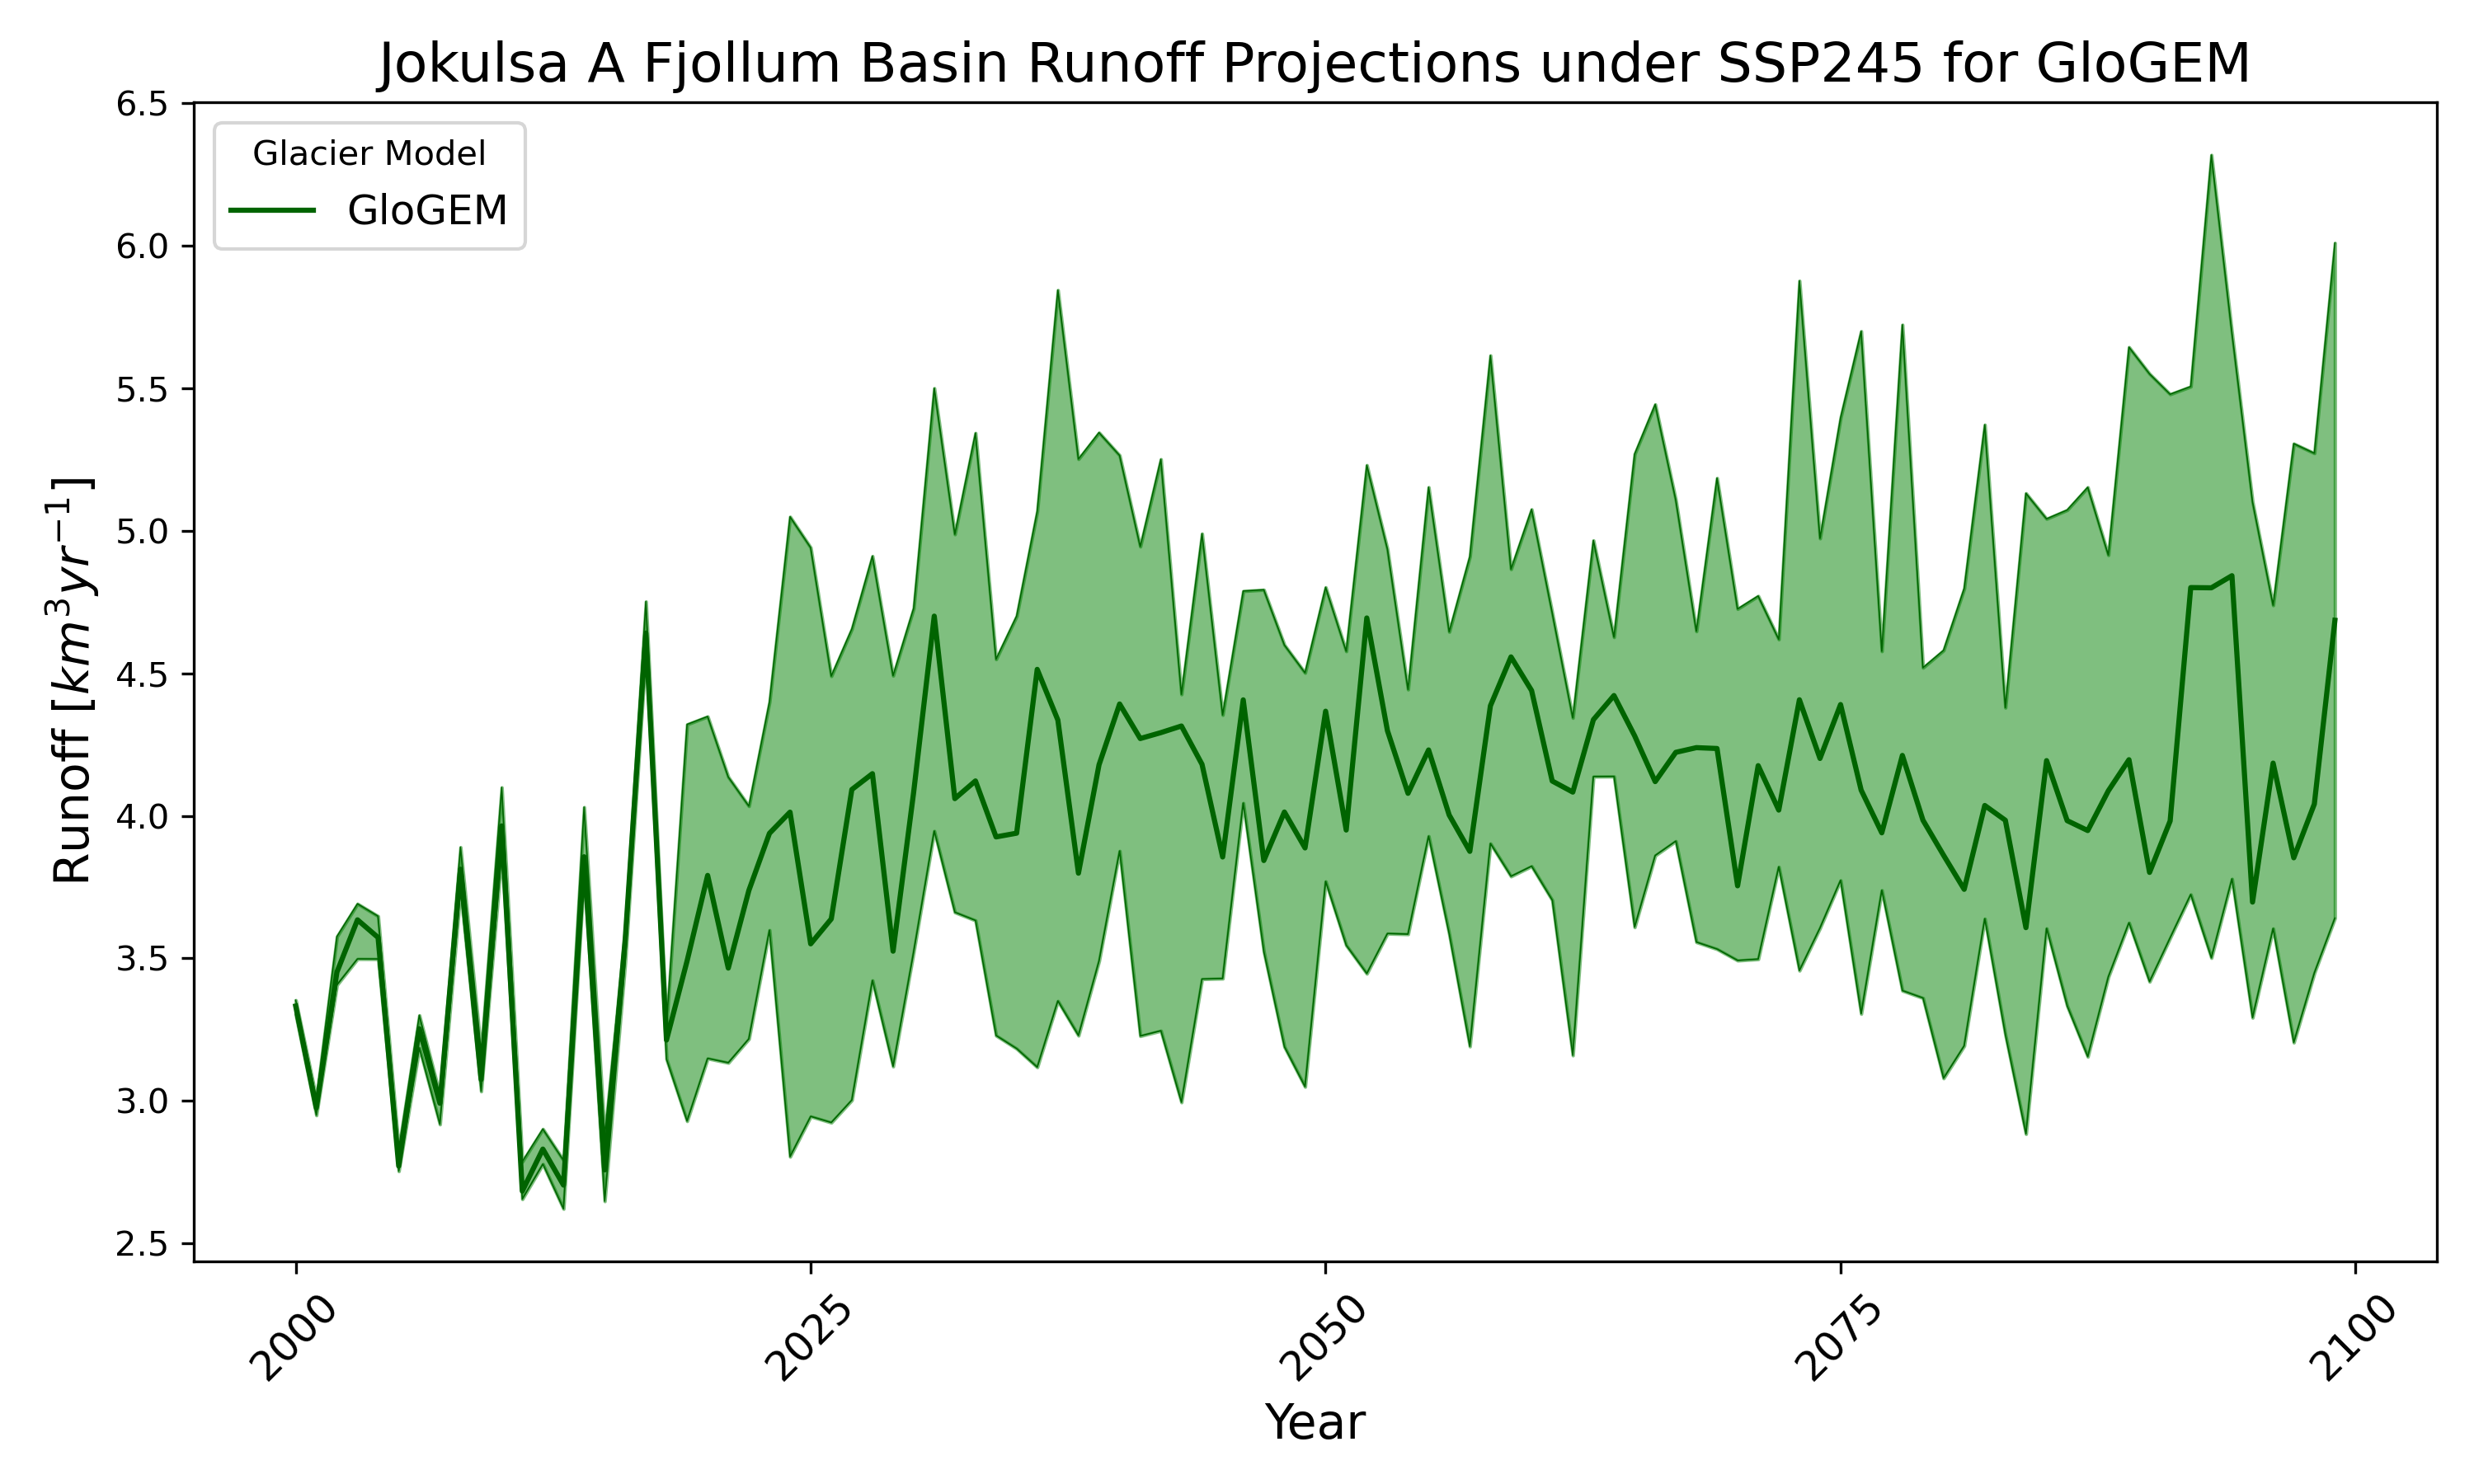 Jokulsa A Fjollum Basin Runoff Projections under SSP245 for GloGEM
Glacier Model
GloGEM
Runoff [km³yr⁻¹]
6.5
6.0
5.5
5.0
4.5
4.0
3.5
3.0
2.5
2000
2025
2050
2075
2100
Year